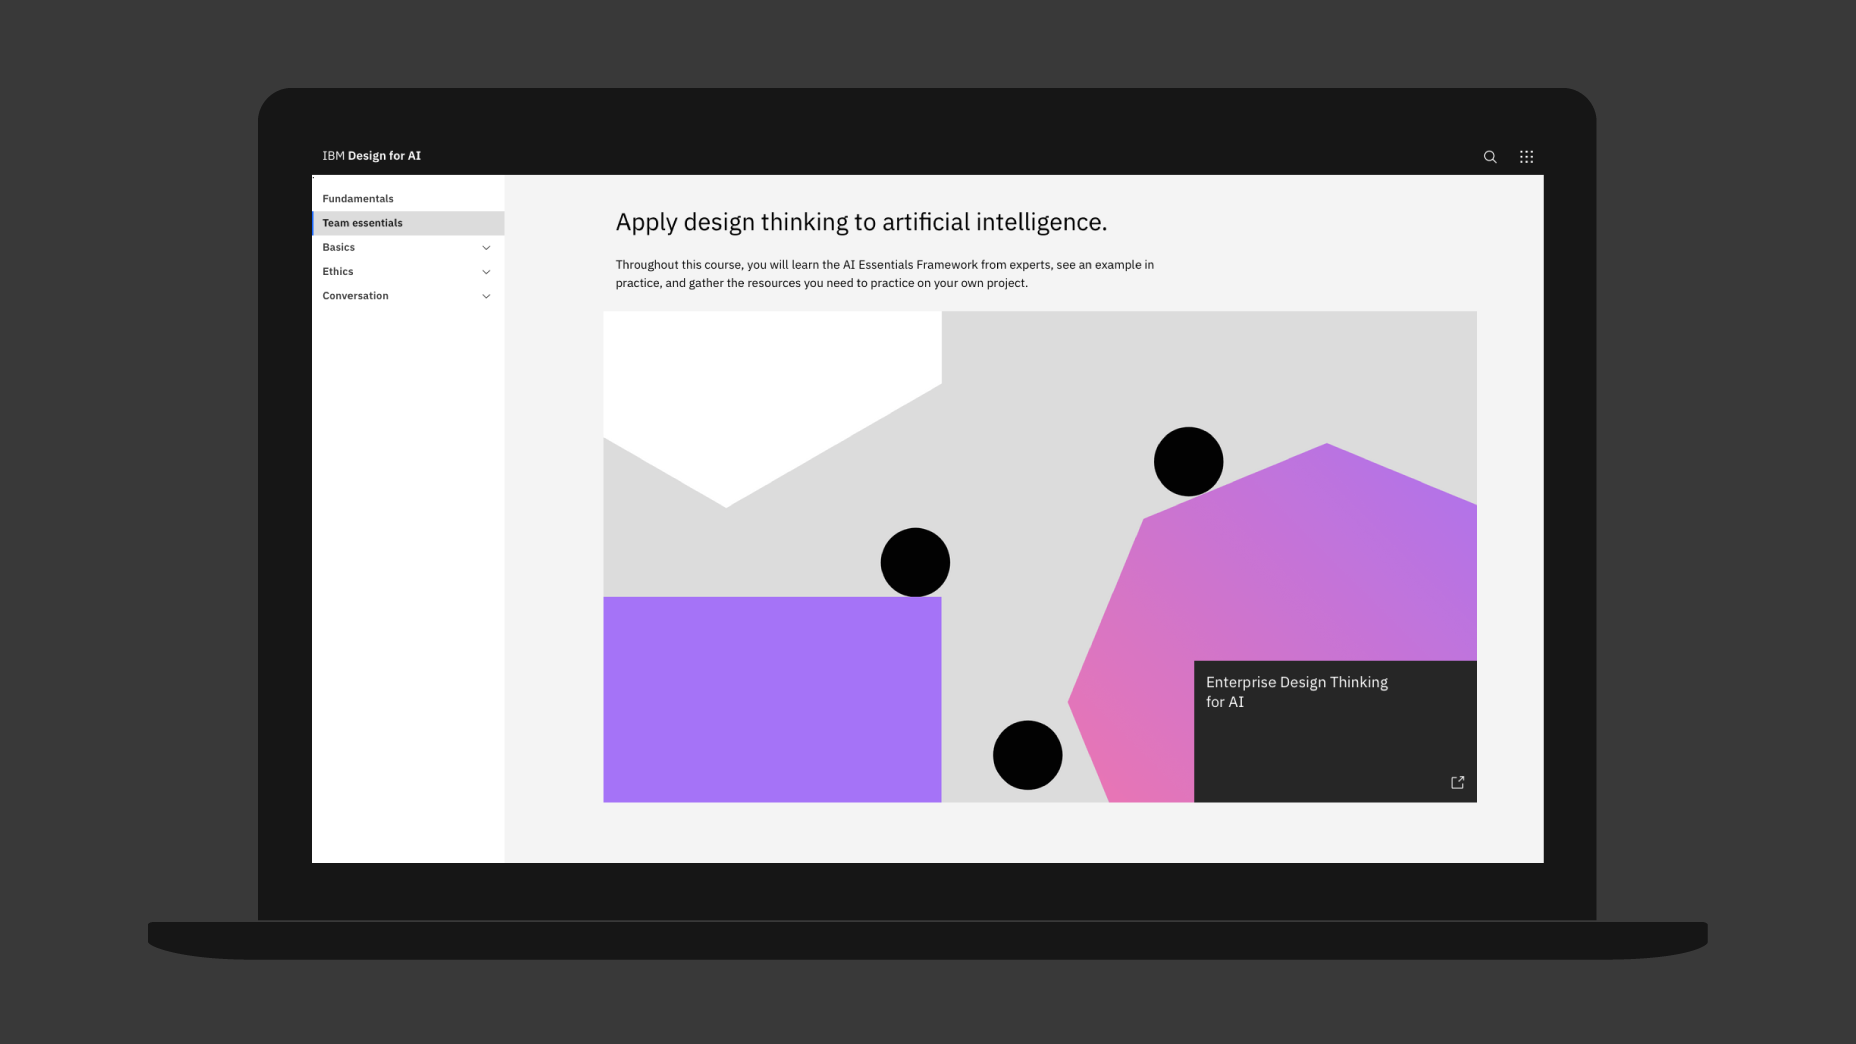 IBM Design for AI
Fundamentals
Team essentials
Basics
Ethics
Conversation
Apply design thinking to artificial intelligence.
Throughout this course, you will learn the AI Essentials Framework from experts, see an example in
practice, and gather the resources you need to practice on your own project.
Enterprise Design Thinking
for AI